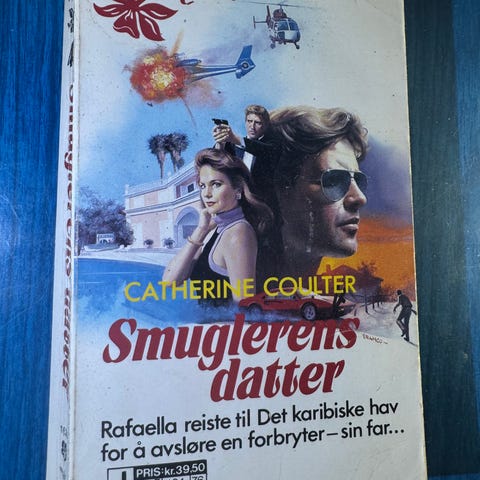 CATHERINE COULTER
Smuglerens
datter
Rafaella reiste til Det karibiske hav
for å avsløre en forbryter – sin far...
PRIS: kr. 39,50
Smuglerens datter